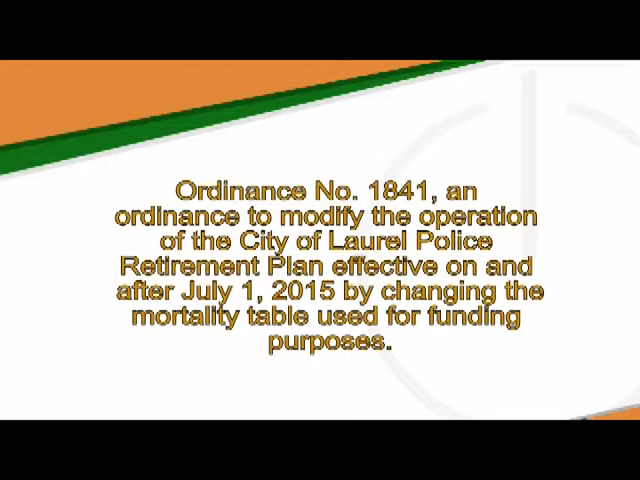 Ordinance No. 1841, an
ordinance to modify the operation
of the City of Laurel Police
Retirement Plan effective on and
after July 1, 2015 by changing the
mortality table used for funding
purposes.